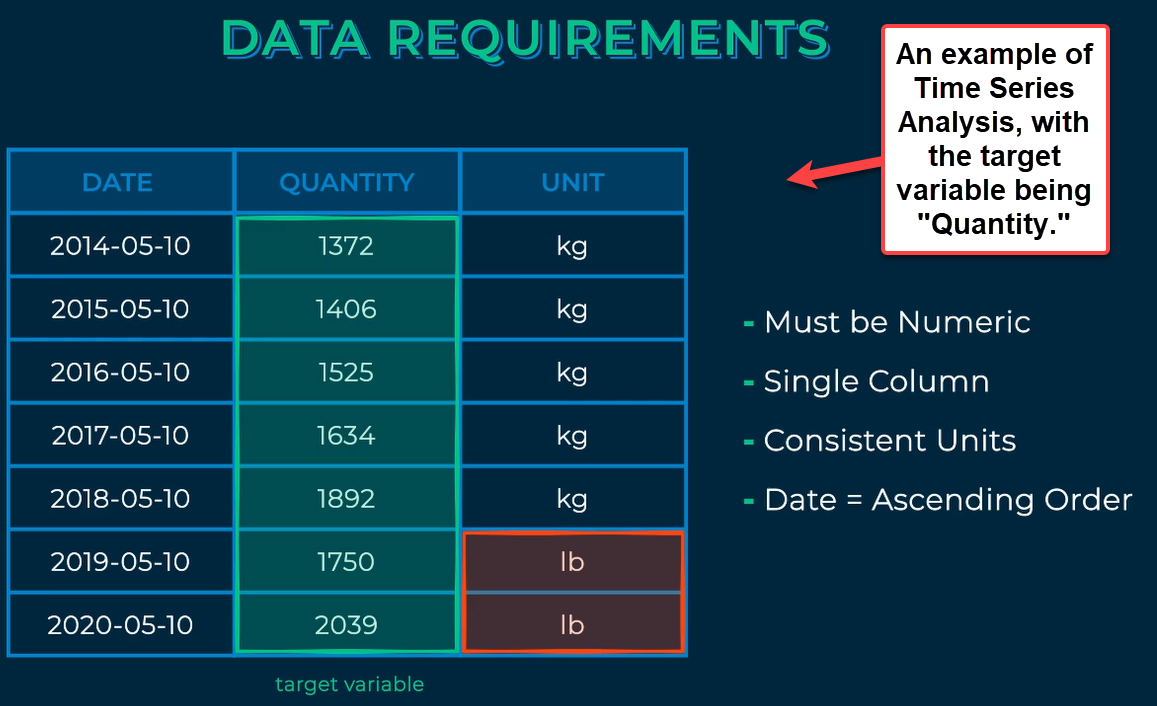 DATA REQUIREMENTS
An example of
Time Series
Analysis, with
the target
variable being
"Quantity."
DATE QUANTITY UNIT
2014-05-10 1372 kg
2015-05-10 1406 kg
2016-05-10 1525 kg
2017-05-10 1634 kg
2018-05-10 1892 kg
2019-05-10 1750 lb
2020-05-10 2039 lb
target variable
- Must be Numeric
- Single Column
- Consistent Units
- Date = Ascending Order